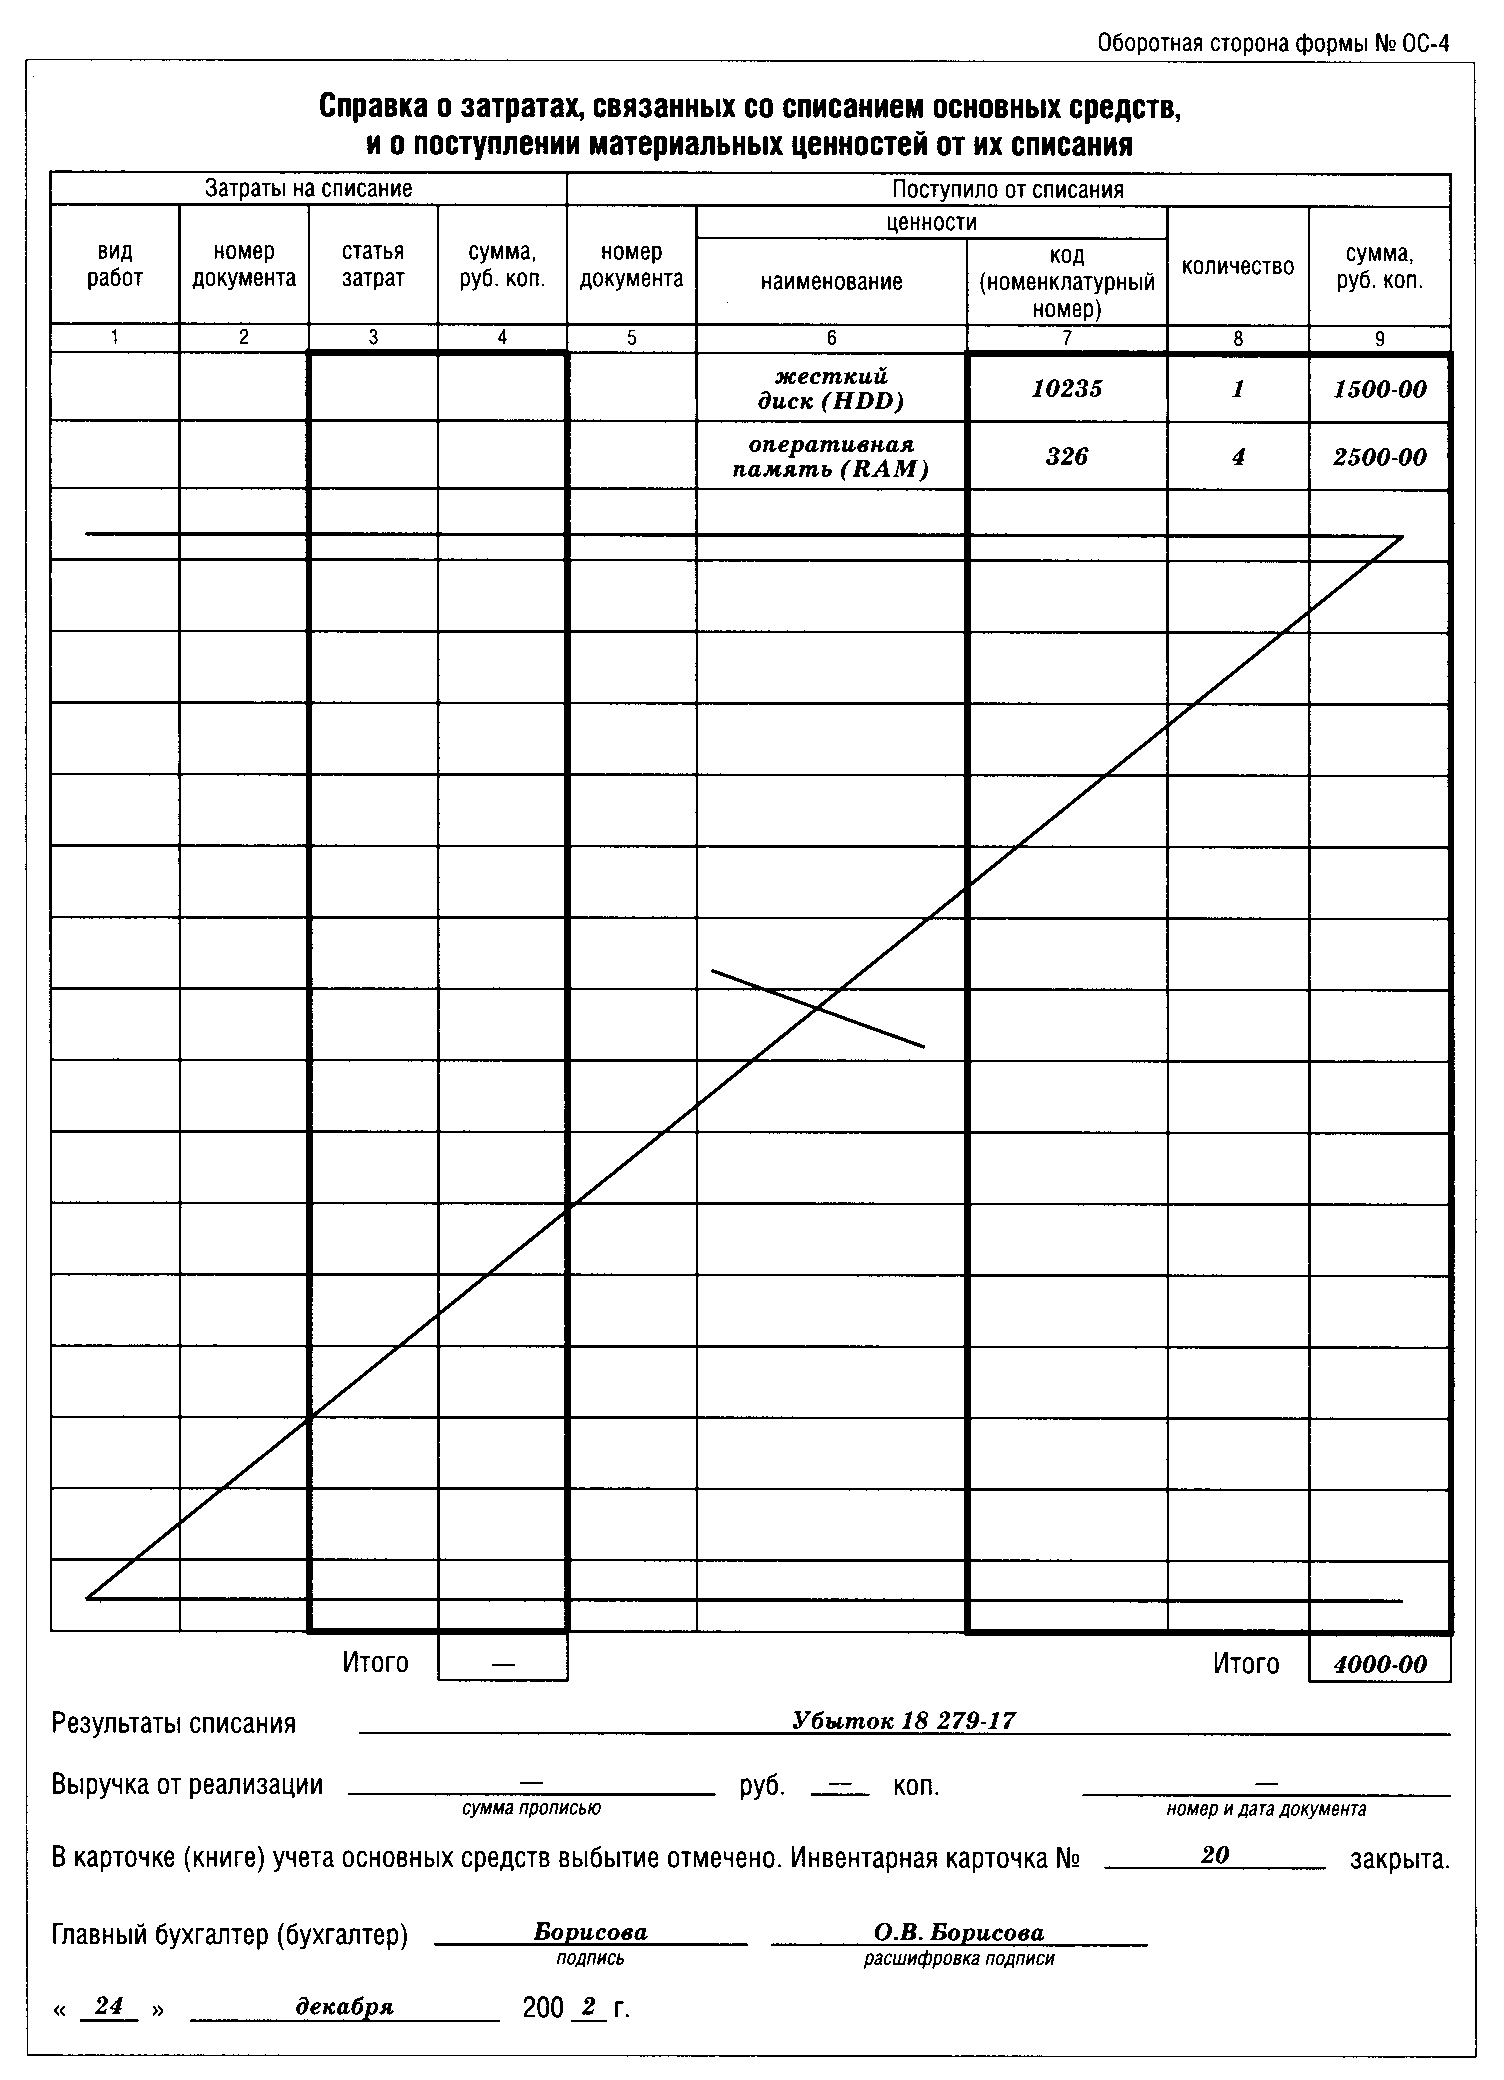 Оборотная сторона формы № ОС-4
Справка о затратах, связанных со списанием основных средств,
и о поступлении материальных ценностей от их списания
Затраты на списание
Поступило от списания
вид
работ
номер
документа
статья
затрат
сумма,
руб. коп.
номер
документа
ценности
наименование
код
(номенклатурный
номер)
количество
сумма,
руб. коп.
1 2 3 4 5 6 7 8 9
жесткий
диск (HDD)
10235 1 1500-00
оперативная
память (RAM)
326 4 2500-00
Итого — Итого 4000-00
Результаты списания Убыток 18 279-17
Выручка от реализации — руб. — коп. —
сумма прописью номер и дата документа
В карточке (книге) учета основных средств выбытие отмечено. Инвентарная карточка № 20 закрыта.
Главный бухгалтер (бухгалтер) Борисова О.В. Борисова
подпись расшифровка подписи
« 24 » декабря 200 2 г.